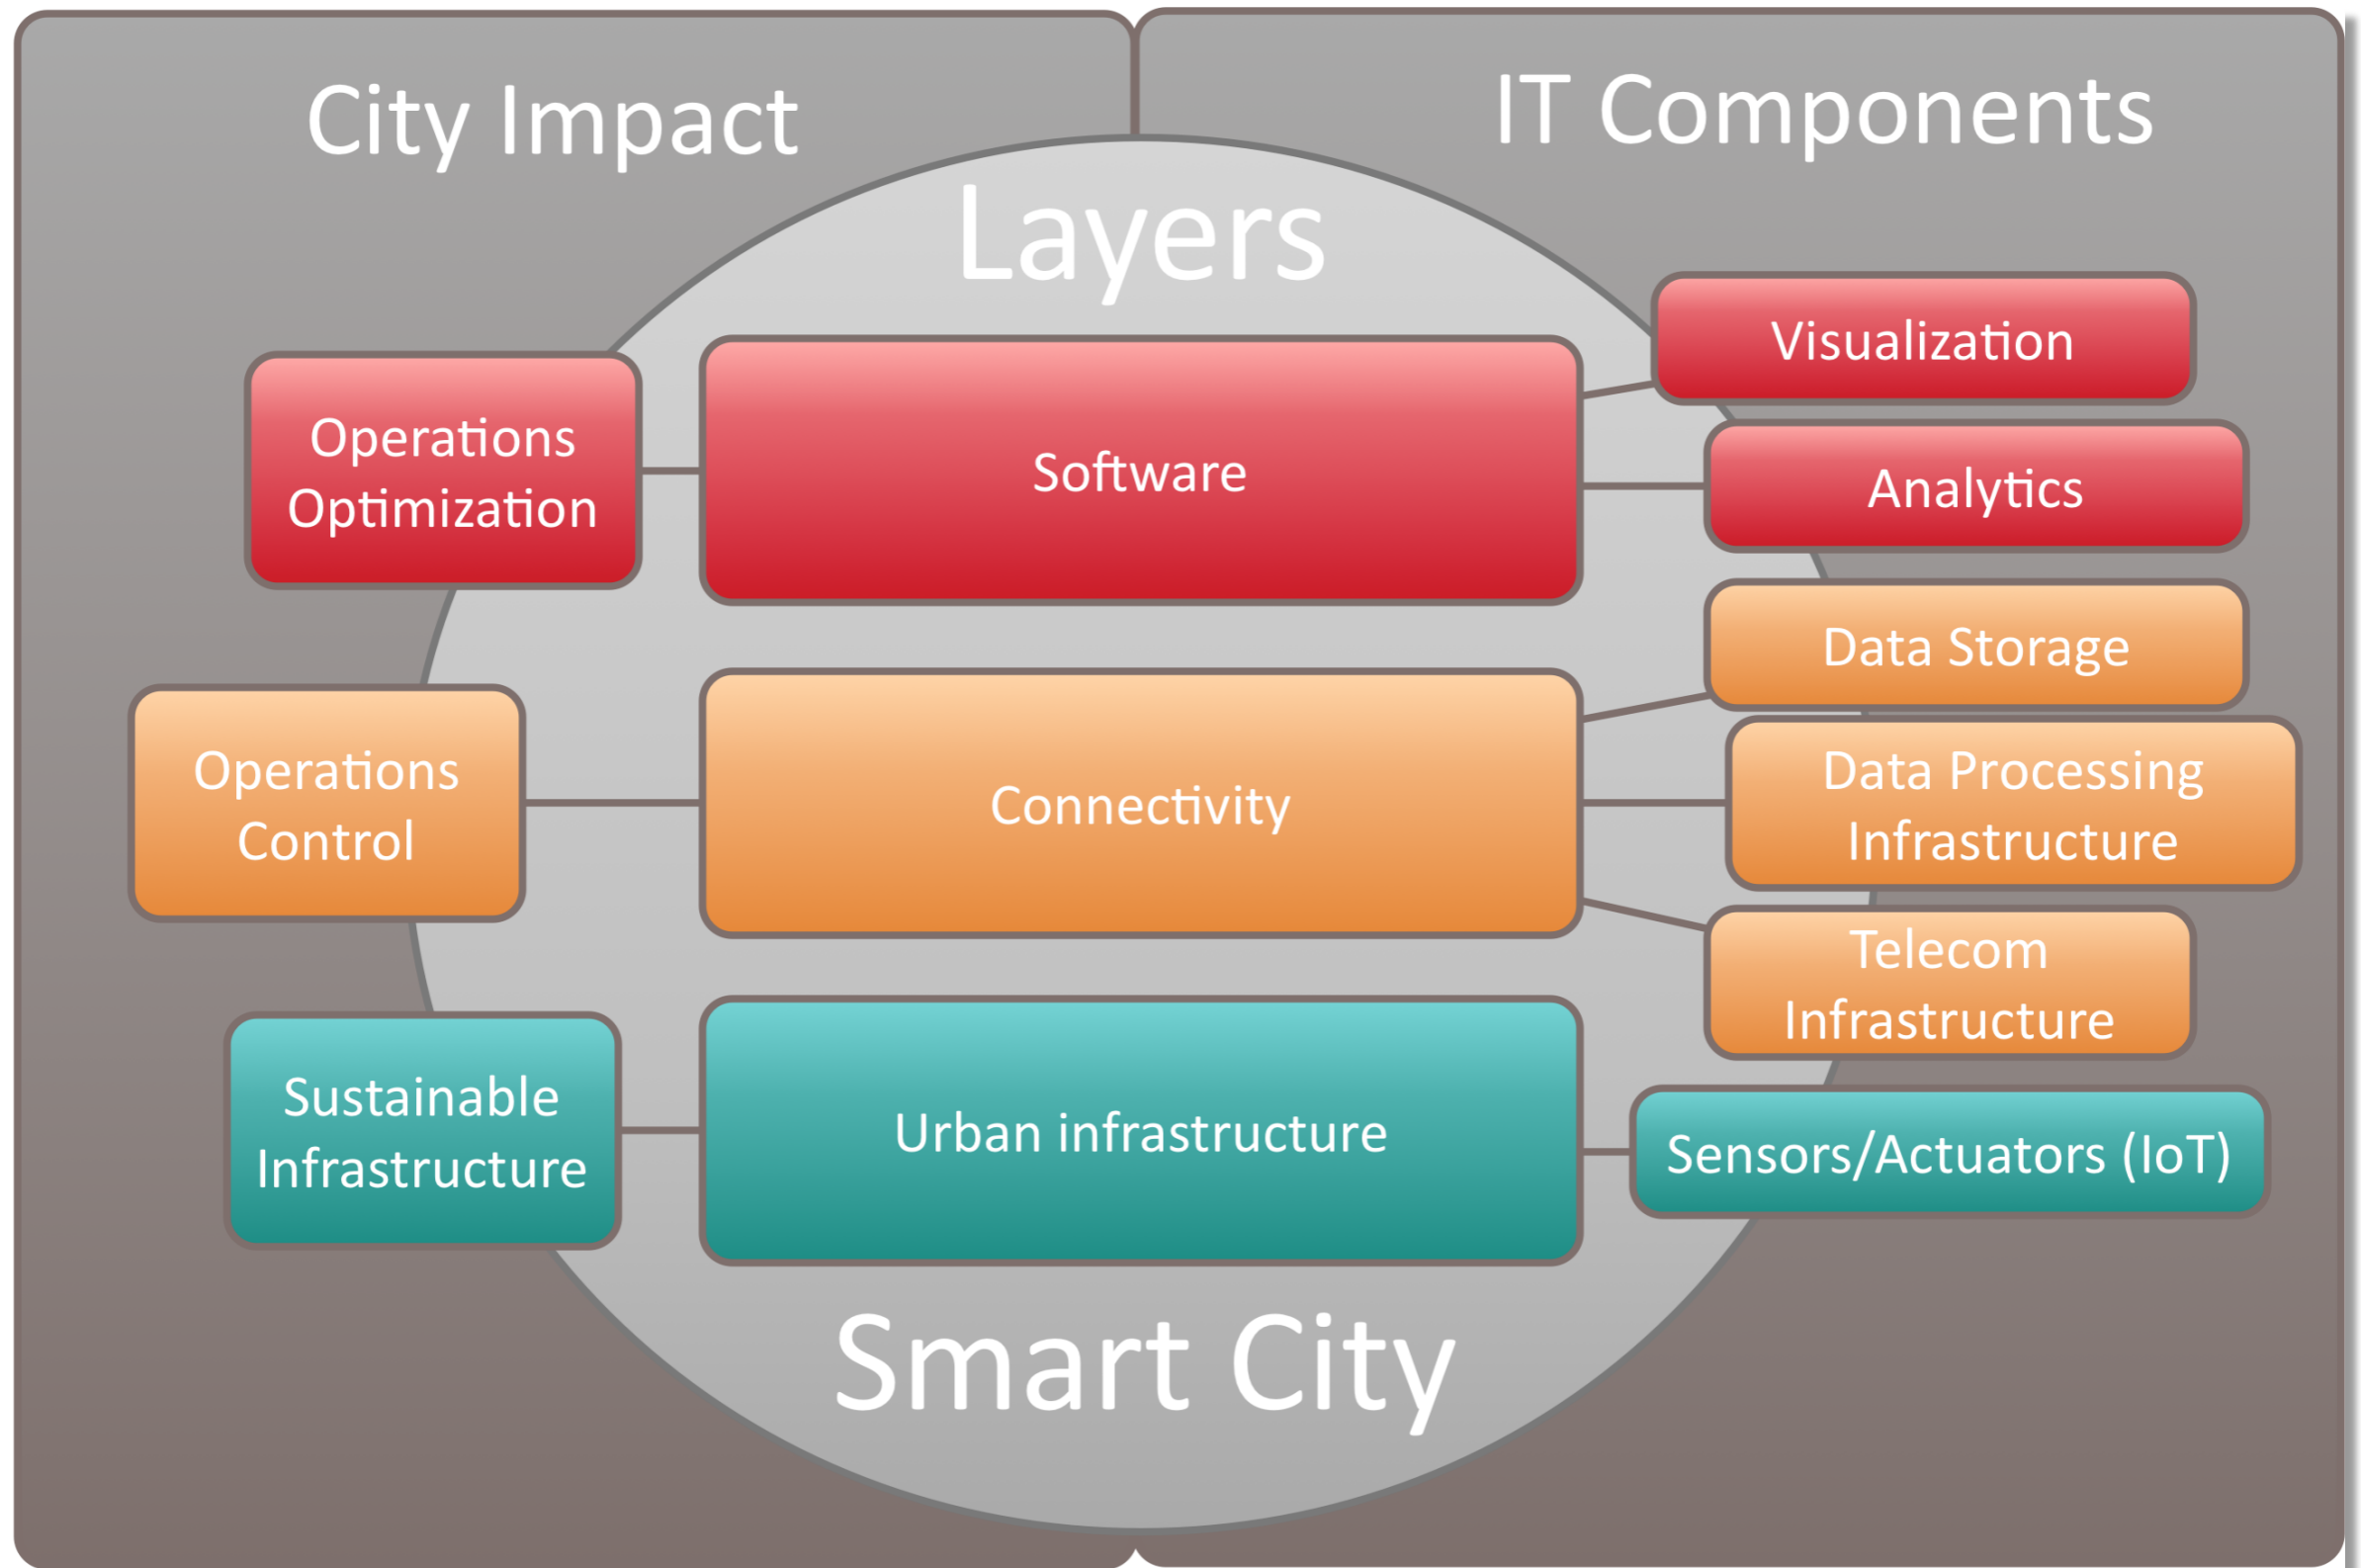 City Impact
IT Components
Layers
Operations
Optimization
Software
Visualization
Analytics
Operations
Control
Connectivity
Data Storage
Data Processing
Infrastructure
Telecom
Infrastructure
Sustainable
Infrastructure
Urban infrastructure
Sensors/Actuators (IoT)
Smart City